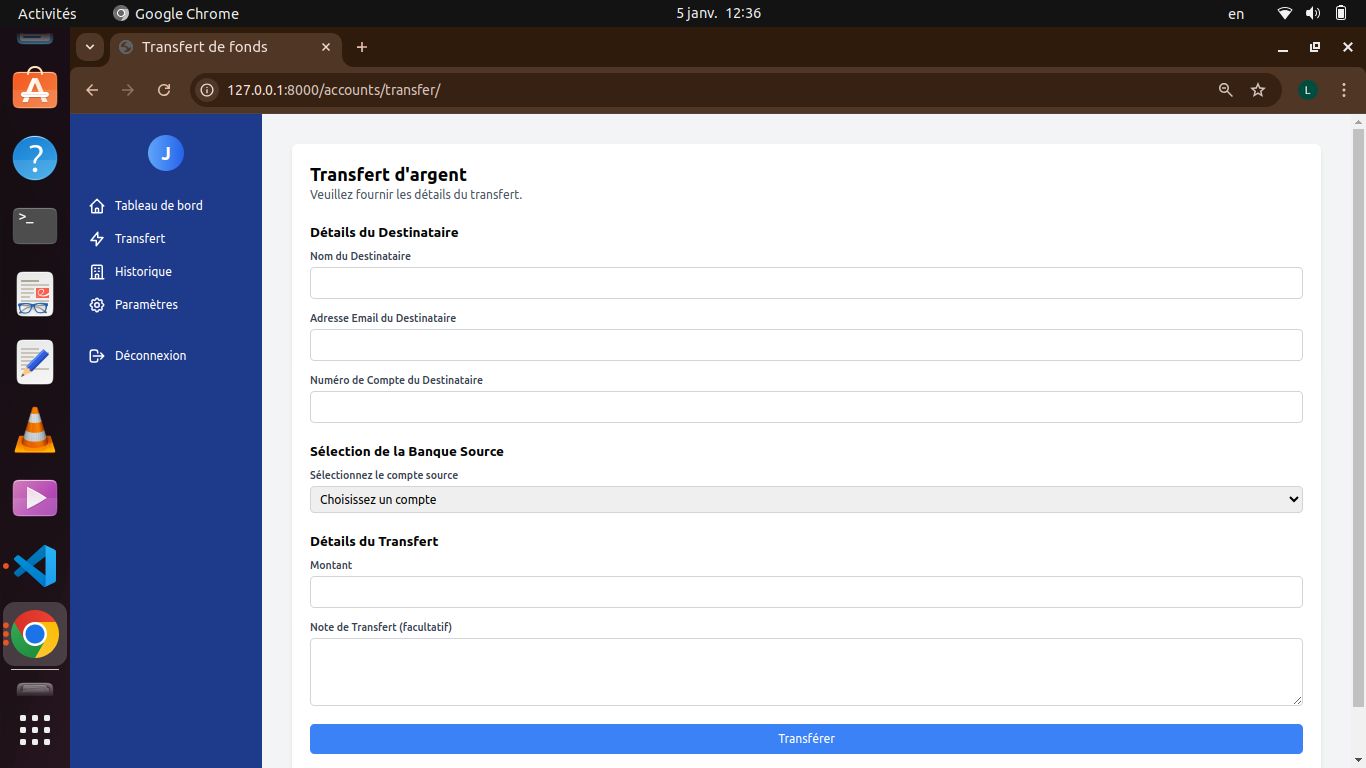 Activités Google Chrome 5 janv. 12:36 en
Transfert de fonds
127.0.0.1:8000/accounts/transfer/ L
J
Tableau de bord
Transfert
Historique
Paramètres
Déconnexion
Transfert d'argent
Veuillez fournir les détails du transfert.
Détails du Destinataire
Nom du Destinataire
Adresse Email du Destinataire
Numéro de Compte du Destinataire
Sélection de la Banque Source
Sélectionnez le compte source
Choisissez un compte
Détails du Transfert
Montant
Note de Transfert (facultatif)
Transférer